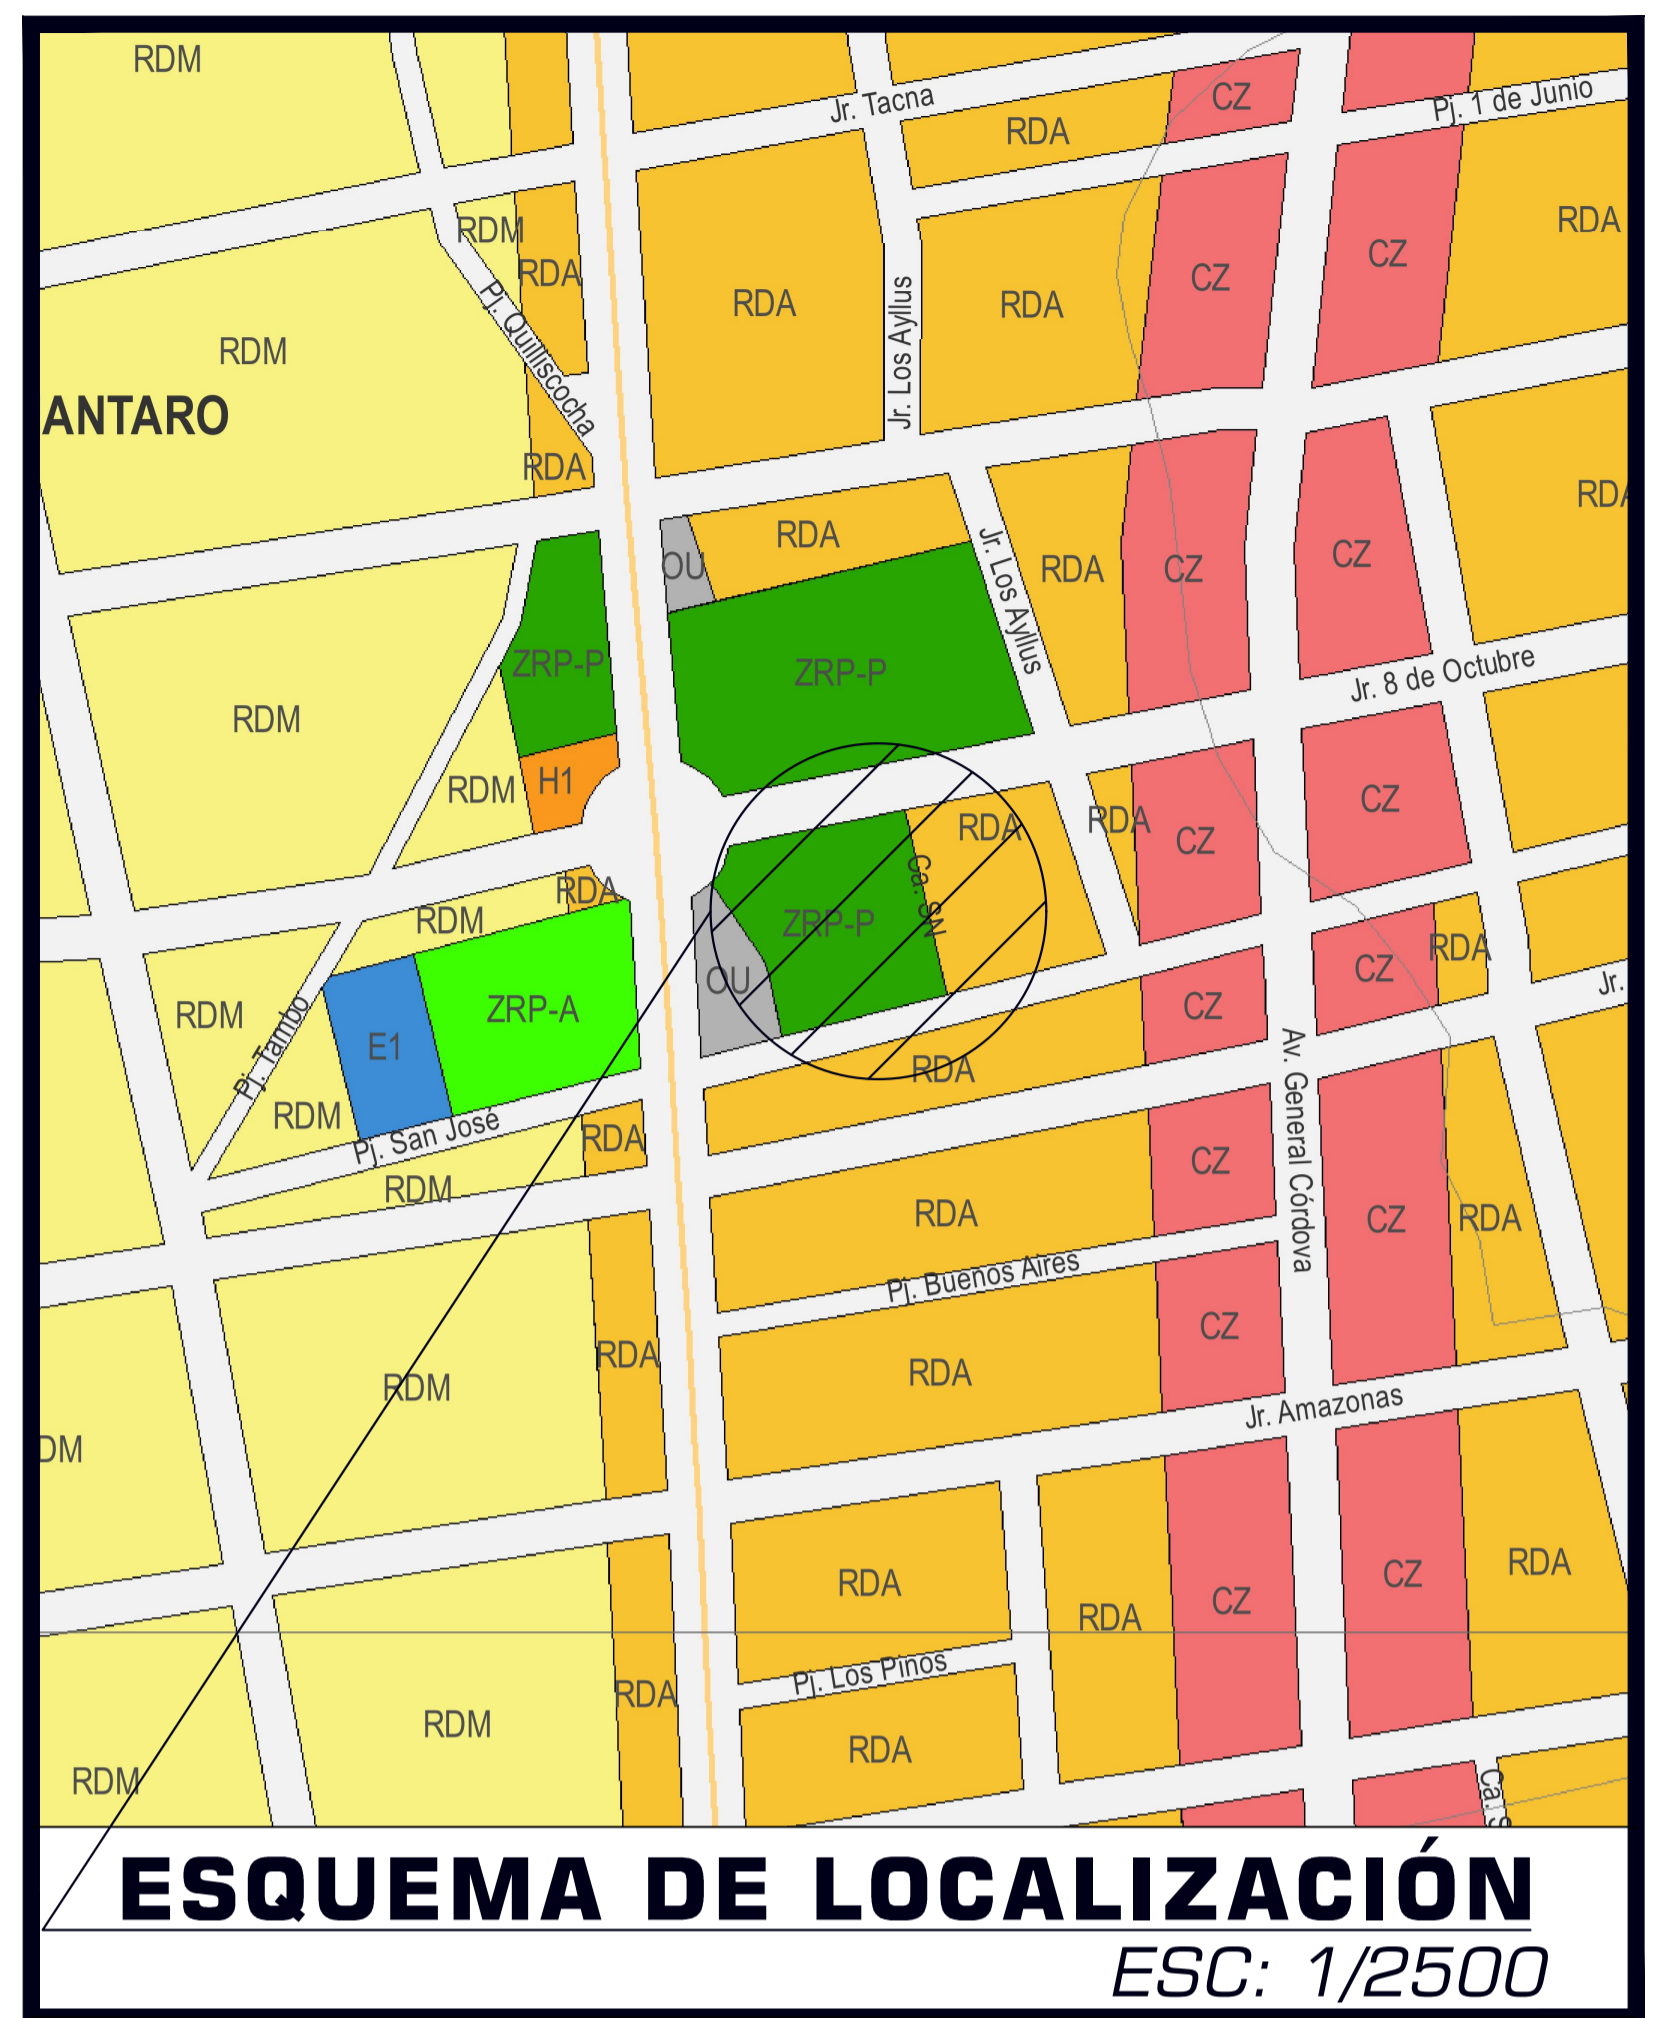 RDM
CZ
Jr. Tacna
Pj. 1 de Junio
RDA
RDA
RDM
CZ
RDA
CZ
RDA
RDA
Jr. Los Ayllus
Pj. Quilliscocha
RDM
ANTARO
RDA
RDA
RDA
OU
CZ
CZ
RDA
Jr. Los Ayllus
ZRP-P
ZRP-P
Jr. 8 de Octubre
RDM
H1
RDM
CZ
RDA
RDA
CZ
RDA
Ca. SN
RDM
ZRP-P
RDA
CZ
OU
Jr.
RDM
ZRP-A
CZ
Pj. Tambo
E1
RDA
Av. General Córdova
RDM
Pj. San José
RDA
CZ
RDM
RDA
CZ
RDA
Pj. Buenos Aires
CZ
RDA
RDA
RDM
Jr. Amazonas
DM
RDA
RDA
CZ
CZ
RDA
RDA
Pj. Los Pinos
RDM
RDA
RDM
Ca. S
ESQUEMA DE LOCALIZACIÓN
ESC: 1/2500